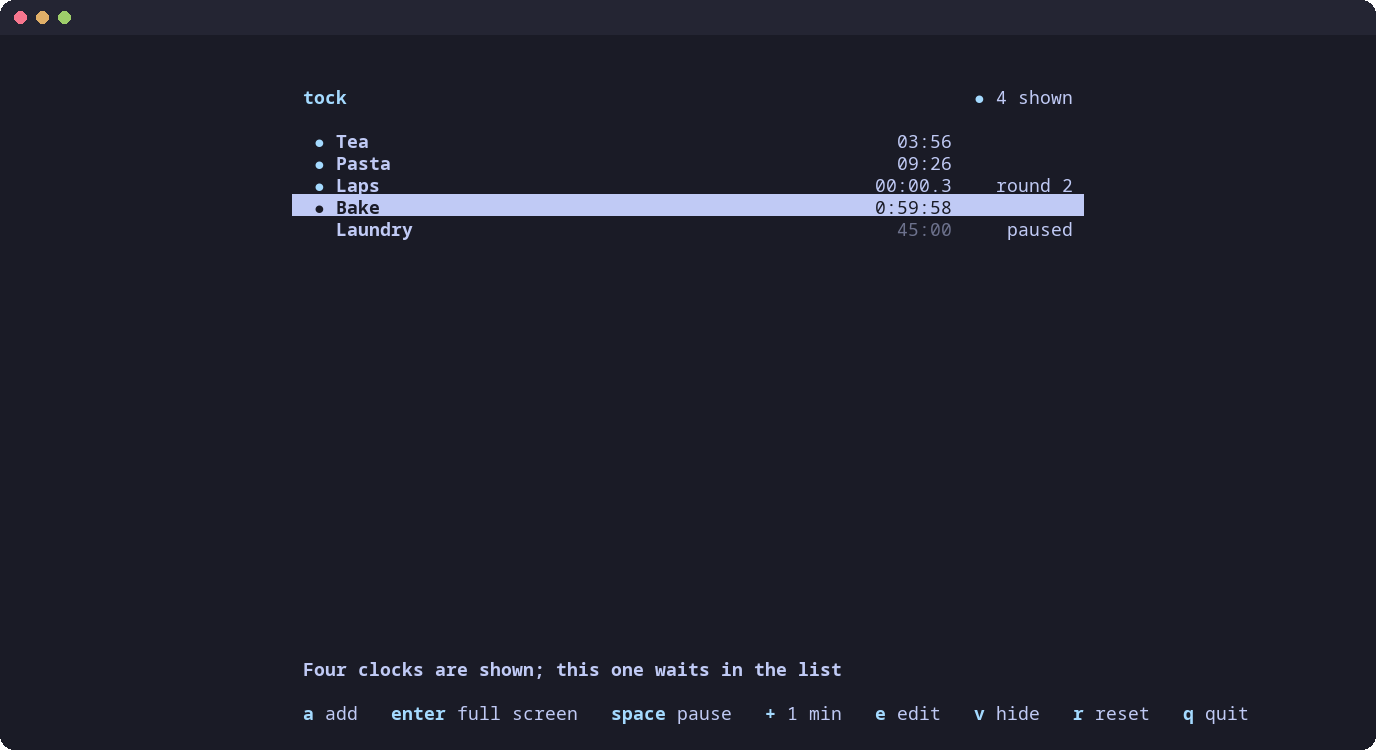 tock ● 4 shown
● Tea 03:56
● Pasta 09:26
● Laps 00:00.3 round 2
● Bake 0:59:58
Laundry 45:00 paused
Four clocks are shown; this one waits in the list
a add enter full screen space pause + 1 min e edit v hide r reset q quit